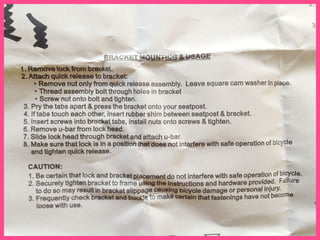 BRACKET MOUNTING & USAGE
1. Remove lock from bracket.
2. Attach quick release to bracket:
• Remove nut only from quick release assembly. Leave square cam washer in place.
• Thread assembly bolt through holes in bracket
• Screw nut onto bolt and tighten.
3. Pry the tabs apart & press the bracket onto your seatpost.
4. If tabs touch each other, insert rubber shim between seatpost & bracket.
5. Insert screws into bracket tabs, install nuts onto screws & tighten.
6. Remove u-bar from lock head.
7. Slide lock head through bracket and attach u-bar.
8. Make sure that lock is in a position that does not interfere with safe operation of bicycle
and tighten quick release.
CAUTION:
1. Be certain that lock and bracket placement do not interfere with safe operation of bicycle.
2. Securely tighten bracket to frame using the instructions and hardware provided. Failure
to do so may result in bracket slippage causing bicycle damage or personal injury.
3. Frequently check bracket and buckle to make certain that fastenings have not become
loose with use.